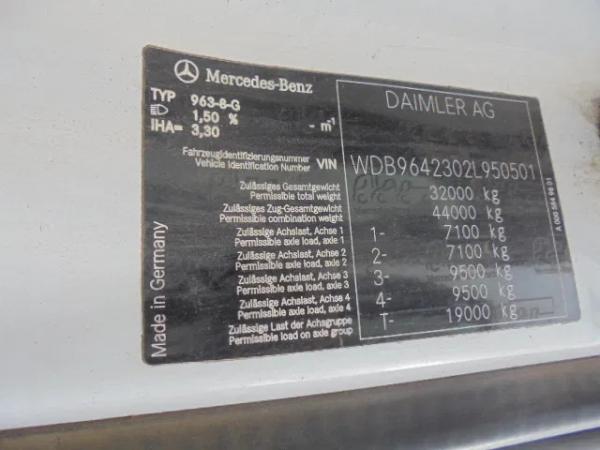 Mercedes-Benz
DAIMLER AG
TYP 963-8-G
1,50 %
IHA= 3,30 - m⁻¹
Fahrzeugidentifizierungsnummer
Vehicle Identification Number VIN WDB9642302L950501
Zulässiges Gesamtgewicht
Permissible total weight 32000 kg
Zulässiges Zug-Gesamtgewicht
Permissible combination weight 44000 kg
Zulässige Achslast, Achse 1
Permissible axle load, axle 1 1- 7100 kg
Zulässige Achslast, Achse 2
Permissible axle load, axle 2 2- 7100 kg
Zulässige Achslast, Achse 3
Permissible axle load, axle 3 3- 9500 kg
Zulässige Achslast, Achse 4
Permissible axle load, axle 4 4- 9500 kg
Zulässige Last der Achsgruppe
Permissible load on axle group T- 19000 kg
Made in Germany